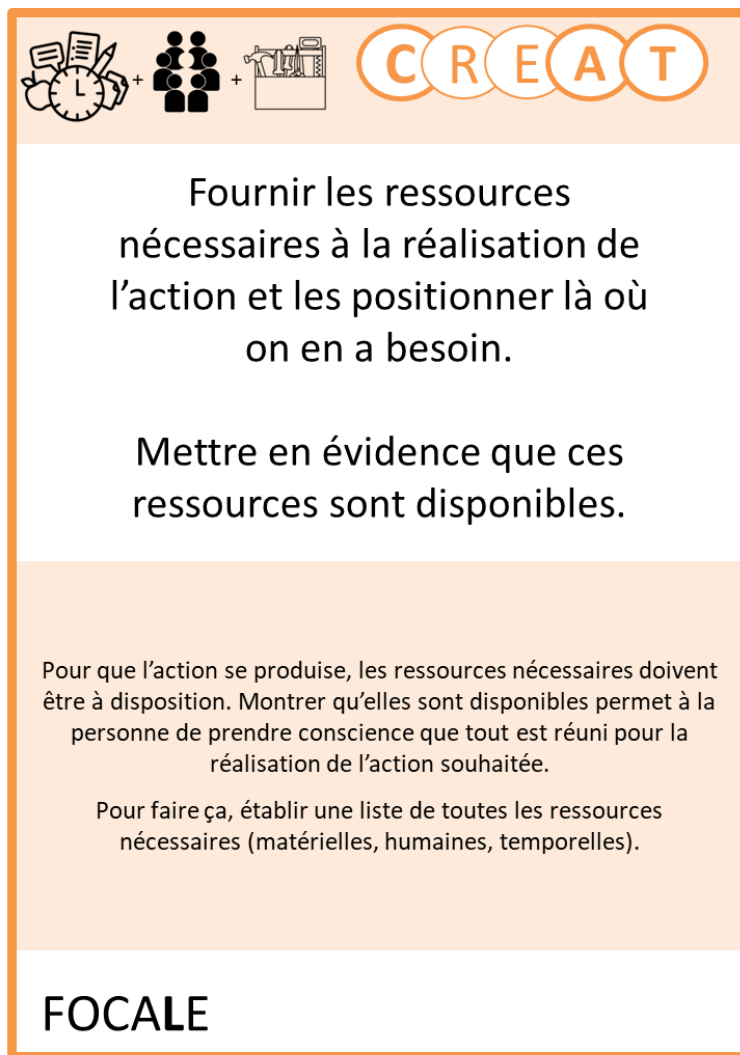 + + CREAT
Fournir les ressources
nécessaires à la réalisation de
l’action et les positionner là où
on en a besoin.
Mettre en évidence que ces
ressources sont disponibles.
Pour que l’action se produise, les ressources nécessaires doivent
être à disposition. Montrer qu’elles sont disponibles permet à la
personne de prendre conscience que tout est réuni pour la
réalisation de l’action souhaitée.
Pour faire ça, établir une liste de toutes les ressources
nécessaires (matérielles, humaines, temporelles).
FOCALE